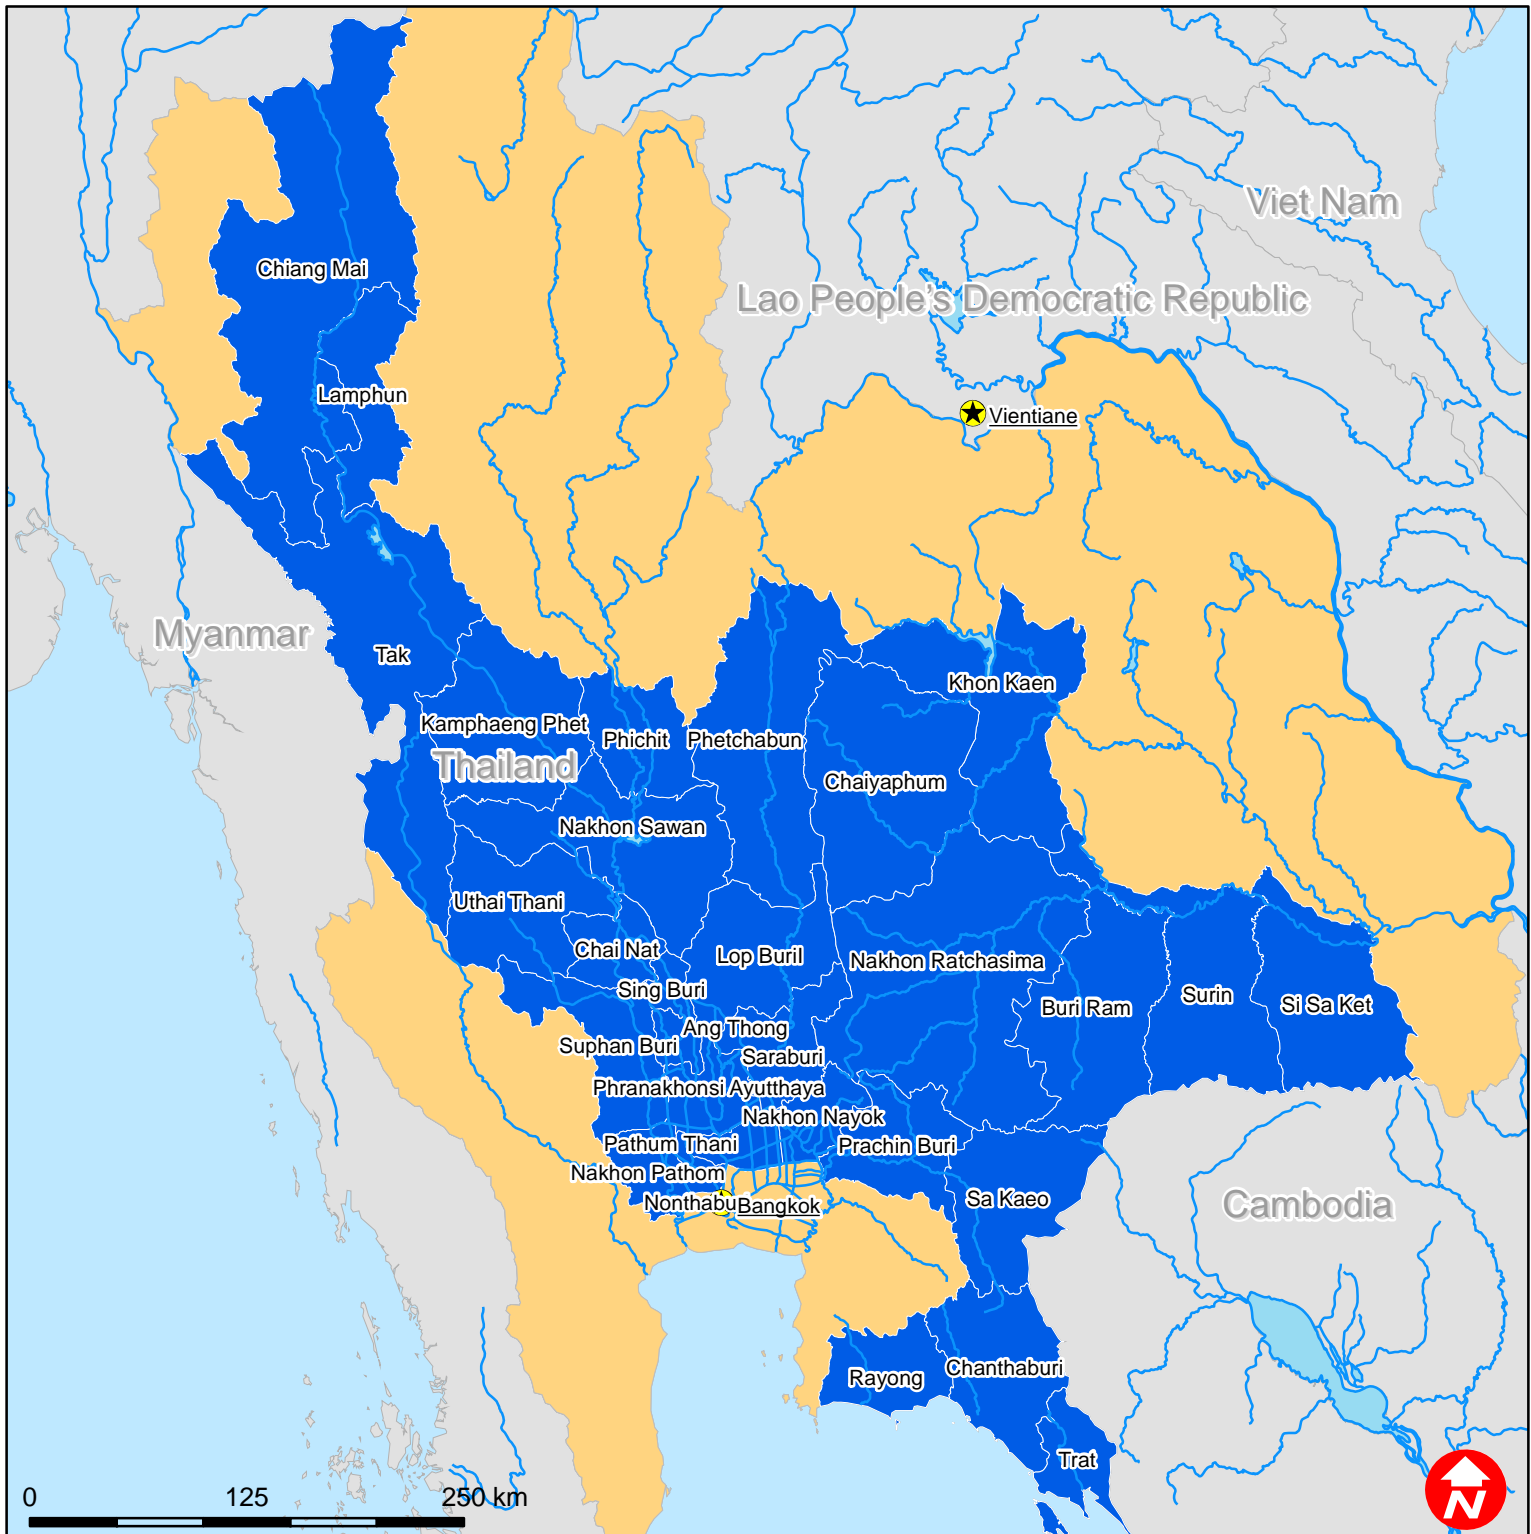 Viet Nam
Chiang Mai
Lao People's Democratic Republic
Lamphun
Vientiane
Myanmar
Tak
Khon Kaen
Kamphaeng Phet
Phichit
Phetchabun
Thailand
Chaiyaphum
Nakhon Sawan
Uthai Thani
Chai Nat
Lop Buril
Nakhon Ratchasima
Sing Buri
Surin
Si Sa Ket
Buri Ram
Ang Thong
Suphan Buri
Saraburi
Phranakhonsi Ayutthaya
Nakhon Nayok
Pathum Thani
Prachin Buri
Nakhon Pathom
Sa Kaeo
Nonthabu
Bangkok
Cambodia
Chanthaburi
Rayong
Trat
0 125 250 km
N